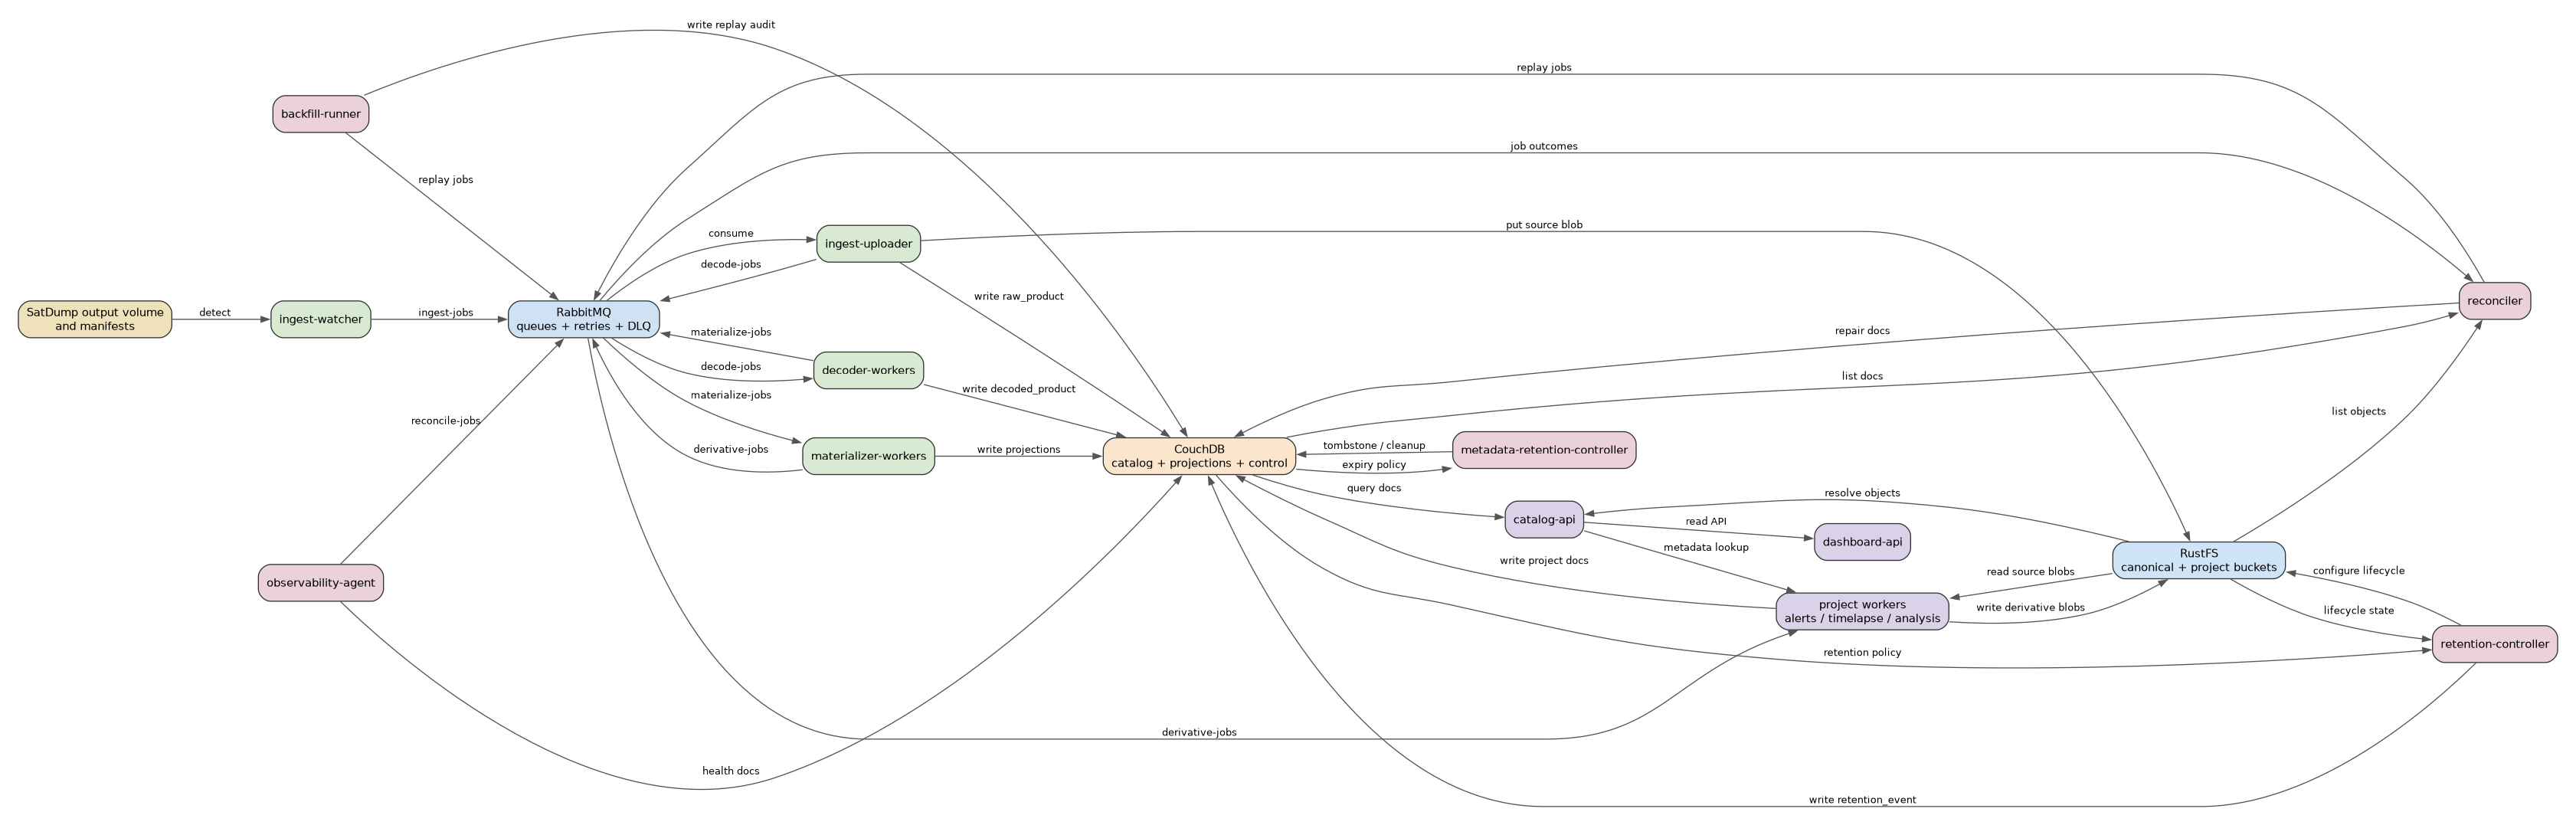 write replay audit
replay jobs
backfill-runner
job outcomes
replay jobs
put source blob
consume
ingest-uploader
decode-jobs
write raw_product
SatDump output volume
and manifests
detect
ingest-watcher
ingest-jobs
RabbitMQ
queues + retries + DLQ
reconciler
materialize-jobs
repair docs
decode-jobs
decoder-workers
list docs
write decoded_product
materialize-jobs
list objects
reconcile-jobs
derivative-jobs
materializer-workers
write projections
CouchDB
catalog + projections + control
tombstone / cleanup
expiry policy
metadata-retention-controller
query docs
resolve objects
catalog-api
read API
dashboard-api
metadata lookup
write project docs
RustFS
canonical + project buckets
read source blobs
configure lifecycle
observability-agent
project workers
alerts / timelapse / analysis
write derivative blobs
lifecycle state
retention policy
retention-controller
derivative-jobs
health docs
write retention_event